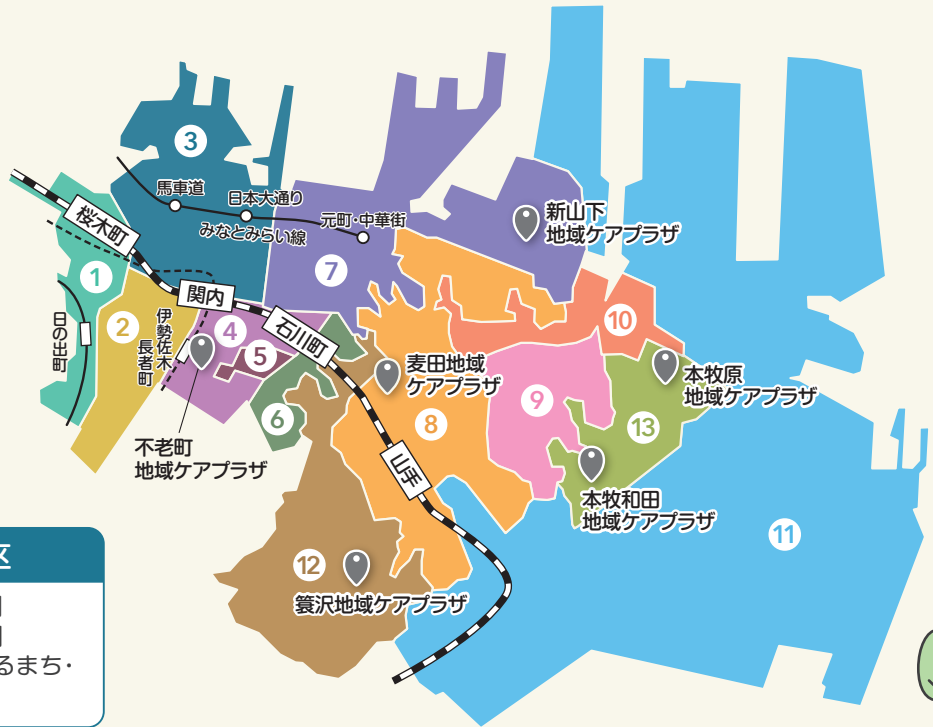 3
馬車道
日本大通り
元町・中華街
みなとみらい線
新山下
地域ケアプラザ
桜木町
1
7
関内
2
伊勢佐木
長者町
日の出町
4
5
石川町
10
麦田地域
ケアプラザ
本牧原
地域ケアプラザ
9
6
8
13
不老町
地域ケアプラザ
山手
本牧和田
地域ケアプラザ
11
12
簑沢地域ケアプラザ
区
るまち・